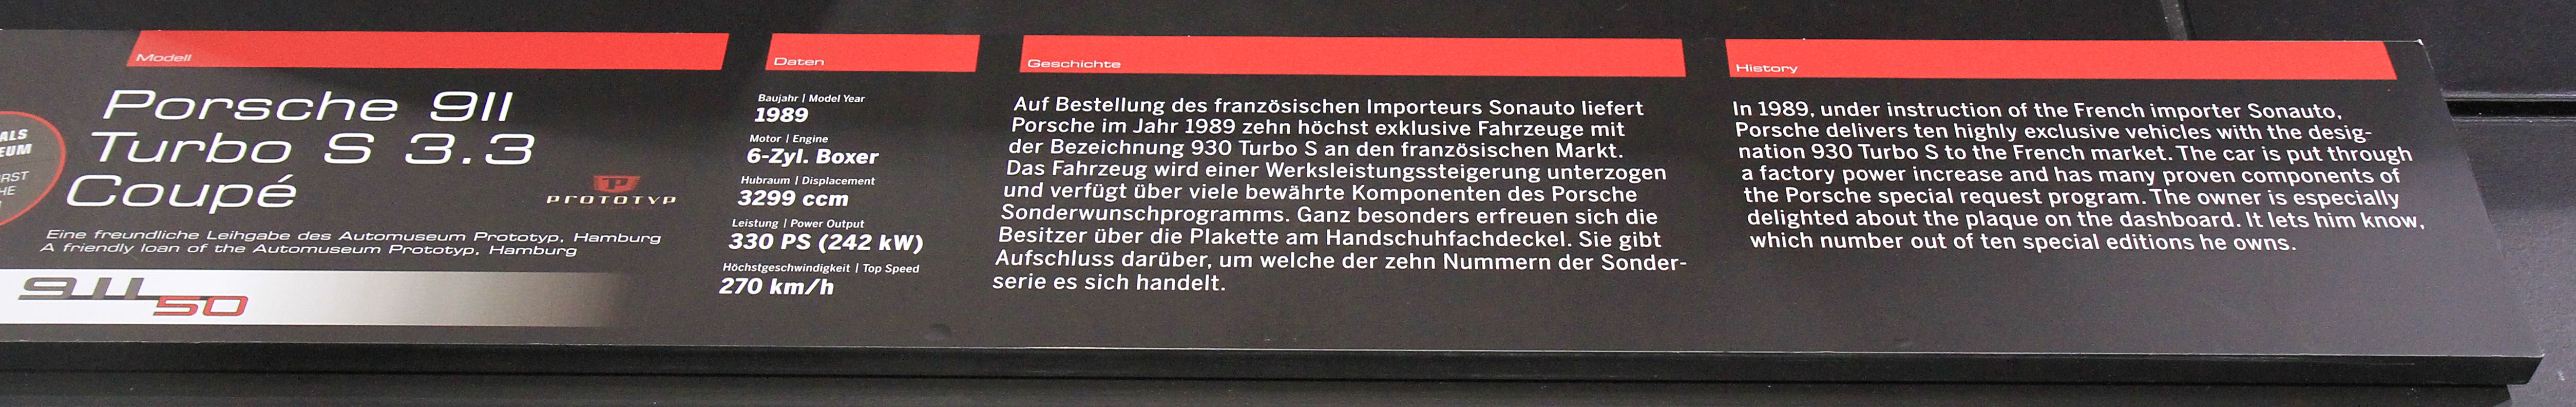 Modell
Porsche 911
Turbo S 3.3
Coupé
PROTOTYP
Eine freundliche Leihgabe des Automuseum Prototyp, Hamburg
A friendly loan of the Automuseum Prototyp, Hamburg
911 50
Daten
Baujahr | Model Year
1989
Motor | Engine
6-Zyl. Boxer
Hubraum | Displacement
3299 ccm
Leistung | Power Output
330 PS (242 kW)
Höchstgeschwindigkeit | Top Speed
270 km/h
Geschichte
Auf Bestellung des französischen Importeurs Sonauto liefert
Porsche im Jahr 1989 zehn höchst exklusive Fahrzeuge mit
der Bezeichnung 930 Turbo S an den französischen Markt.
Das Fahrzeug wird einer Werksleistungssteigerung unterzogen
und verfügt über viele bewährte Komponenten des Porsche
Sonderwunschprogramms. Ganz besonders erfreuen sich die
Besitzer über die Plakette am Handschuhfachdeckel. Sie gibt
Aufschluss darüber, um welche der zehn Nummern der Sonder-
serie es sich handelt.
History
In 1989, under instruction of the French importer Sonauto,
Porsche delivers ten highly exclusive vehicles with the desig-
nation 930 Turbo S to the French market. The car is put through
a factory power increase and has many proven components of
the Porsche special request program. The owner is especially
delighted about the plaque on the dashboard. It lets him know,
which number out of ten special editions he owns.